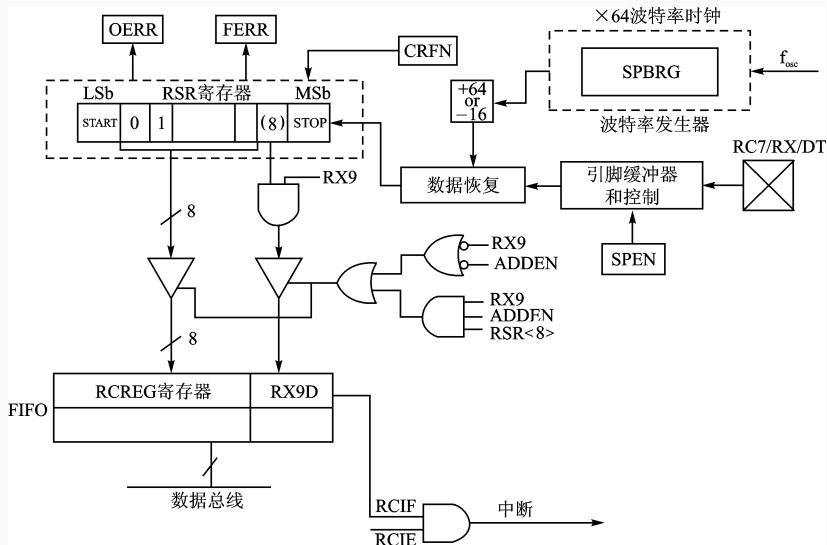 ×64波特率时钟
OERR
FERR
CRFN
SPBRG
fosc
LSb
RSR寄存器
MSb
+64
or
-16
波特率发生器
START
0
1
(8)
STOP
RC7/RX/DT
数据恢复
引脚缓冲器
和控制
RX9
8
SPEN
RX9
ADDEN
RX9
ADDEN
RSR<8>
8
RCREG寄存器
RX9D
FIFO
数据总线
RCIF
中断
RCIE